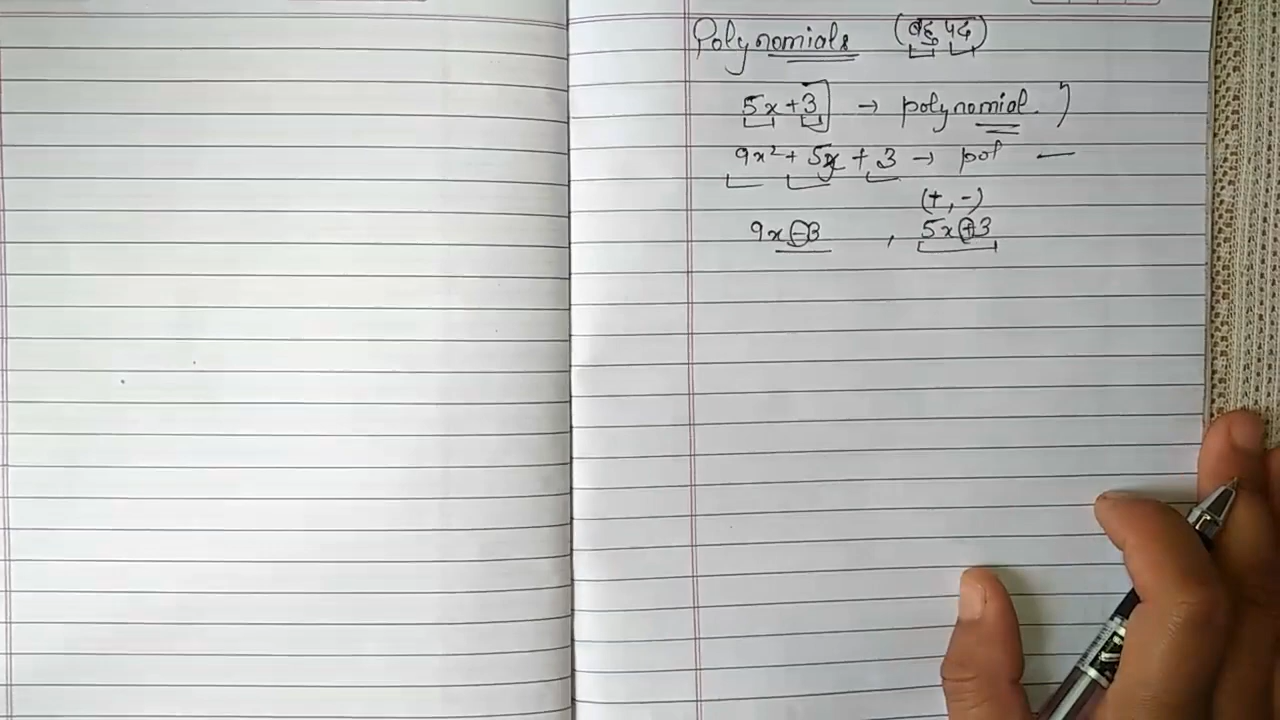 Polynomials (बहु पद)
5x + 3 → polynomial.)
9x² + 5x + 3 → pol —
(+, -)
9x - 3 , 5x + 3